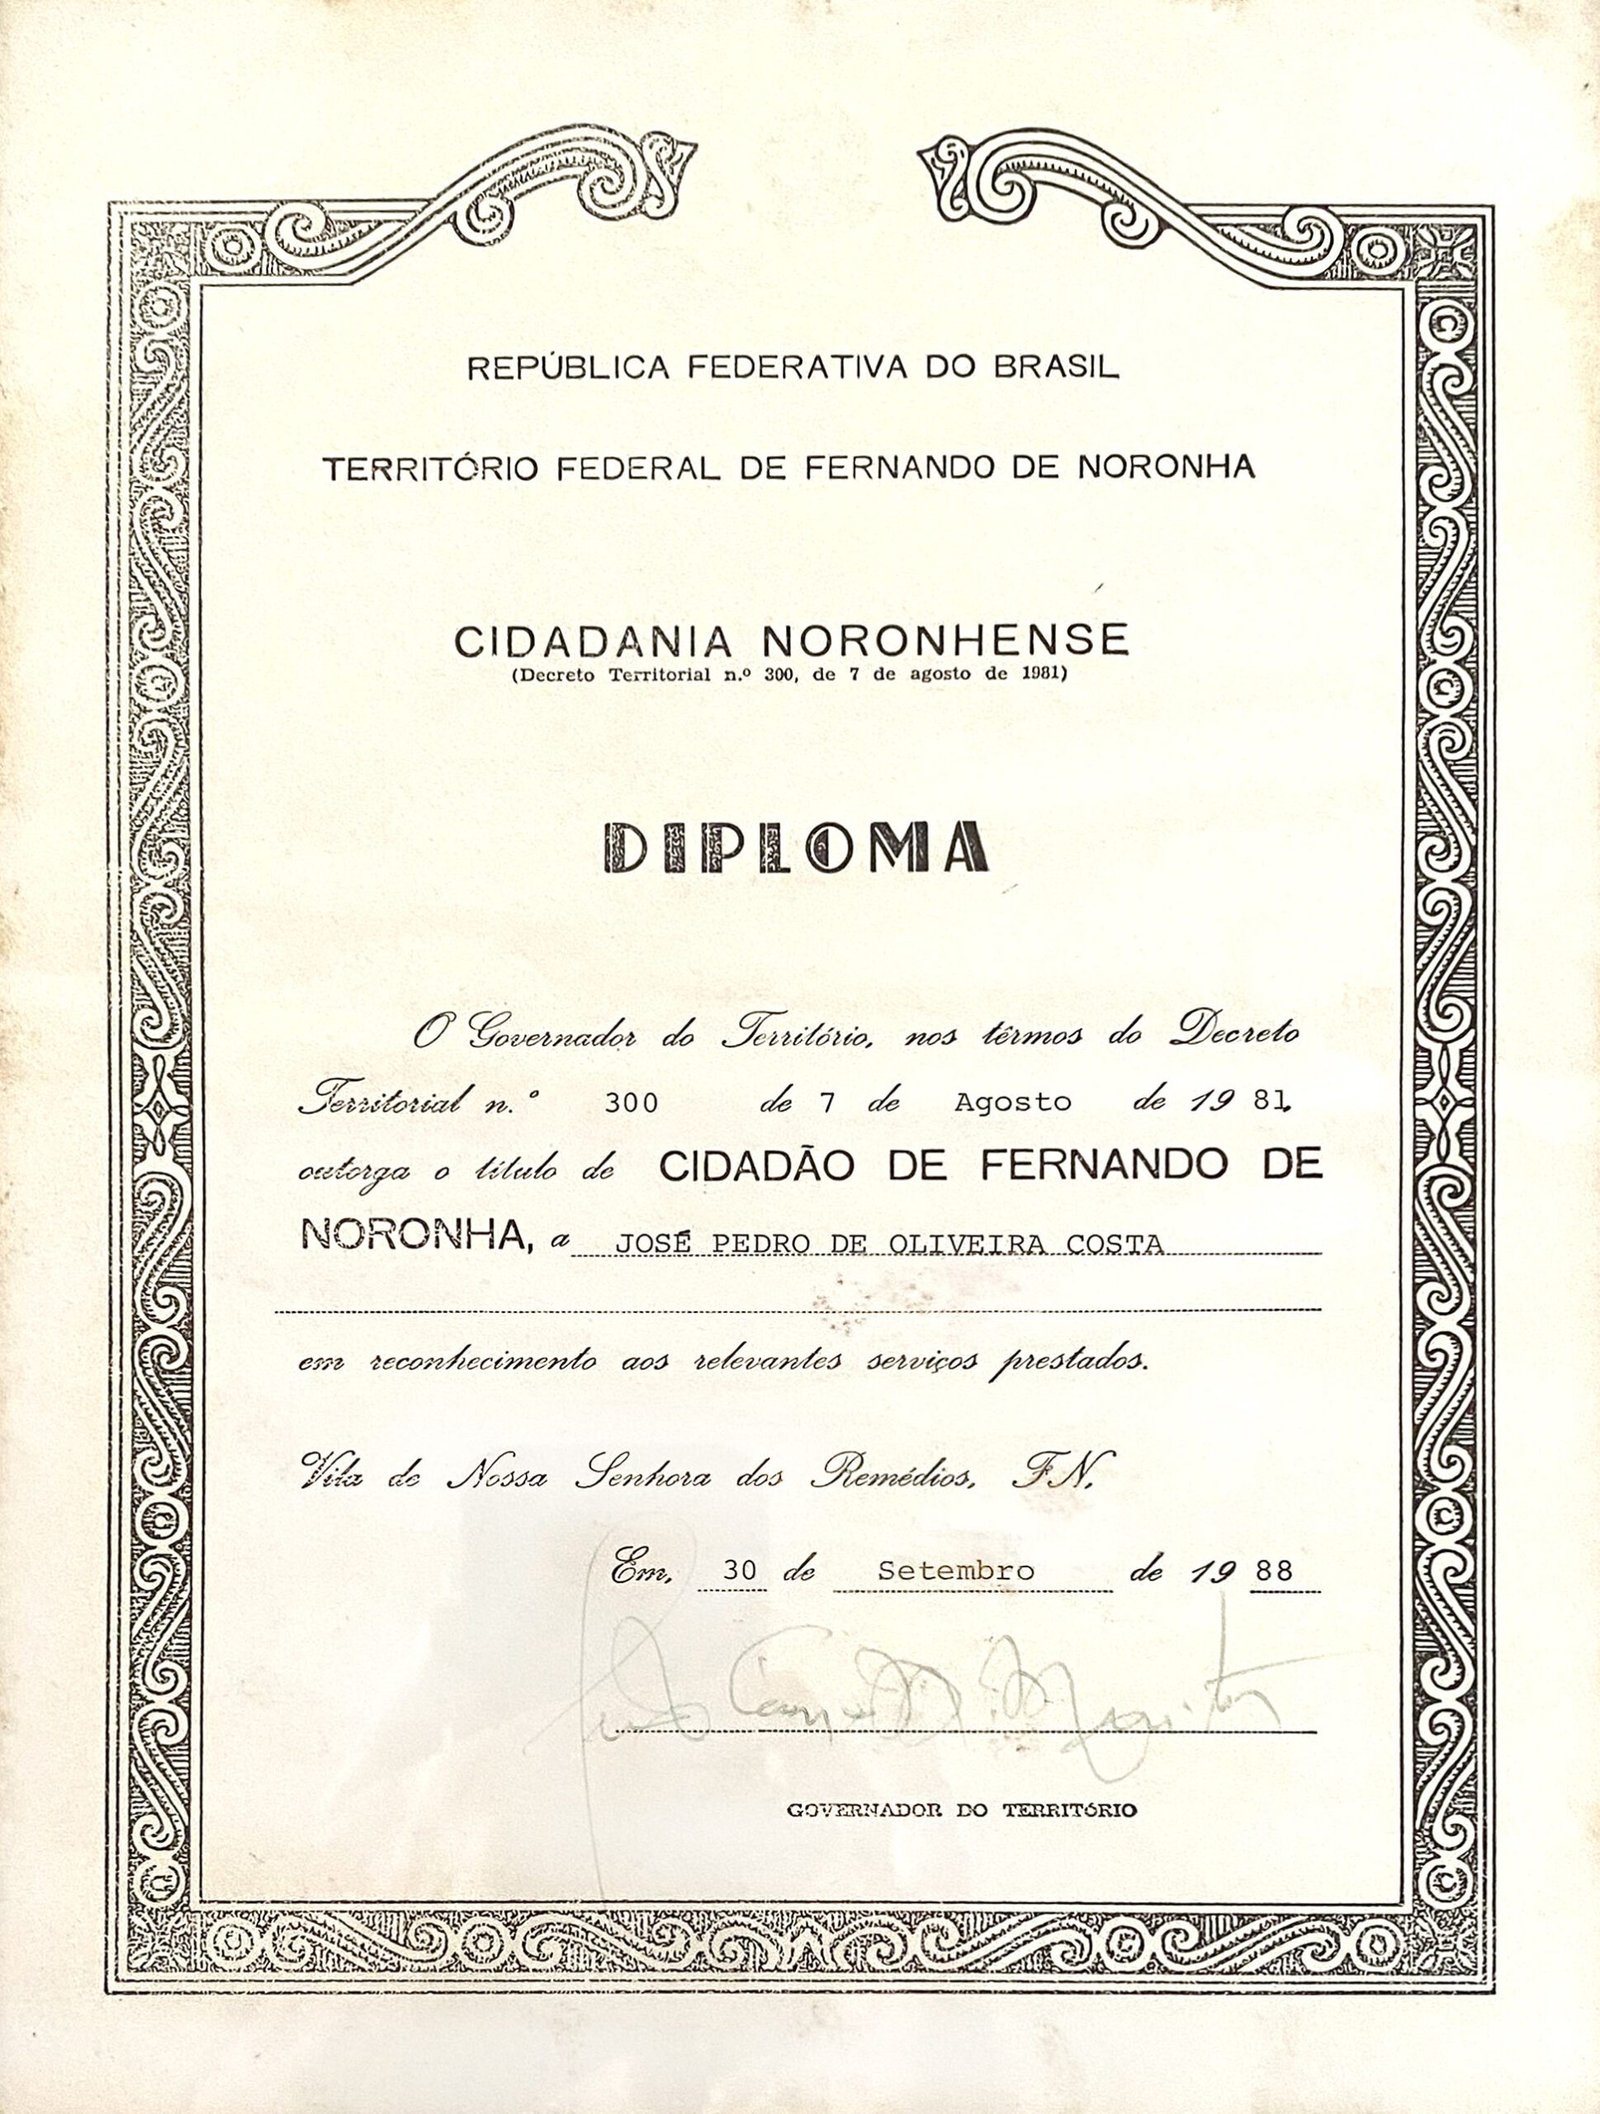 REPÚBLICA FEDERATIVA DO BRASIL
TERRITÓRIO FEDERAL DE FERNANDO DE NORONHA
CIDADANIA NORONHENSE
(Decreto Territorial n.º 300, de 7 de agosto de 1981)
DIPLOMA
O Governador do Território, nos têrmos do Decreto
Territorial n.º 300 de 7 de Agosto de 1981,
outorga o título de CIDADÃO DE FERNANDO DE
NORONHA, a JOSÉ PEDRO DE OLIVEIRA COSTA
em reconhecimento aos relevantes serviços prestados.
Vila de Nossa Senhora dos Remédios, FN,
Em, 30 de Setembro de 1988
GOVERNADOR DO TERRITÓRIO